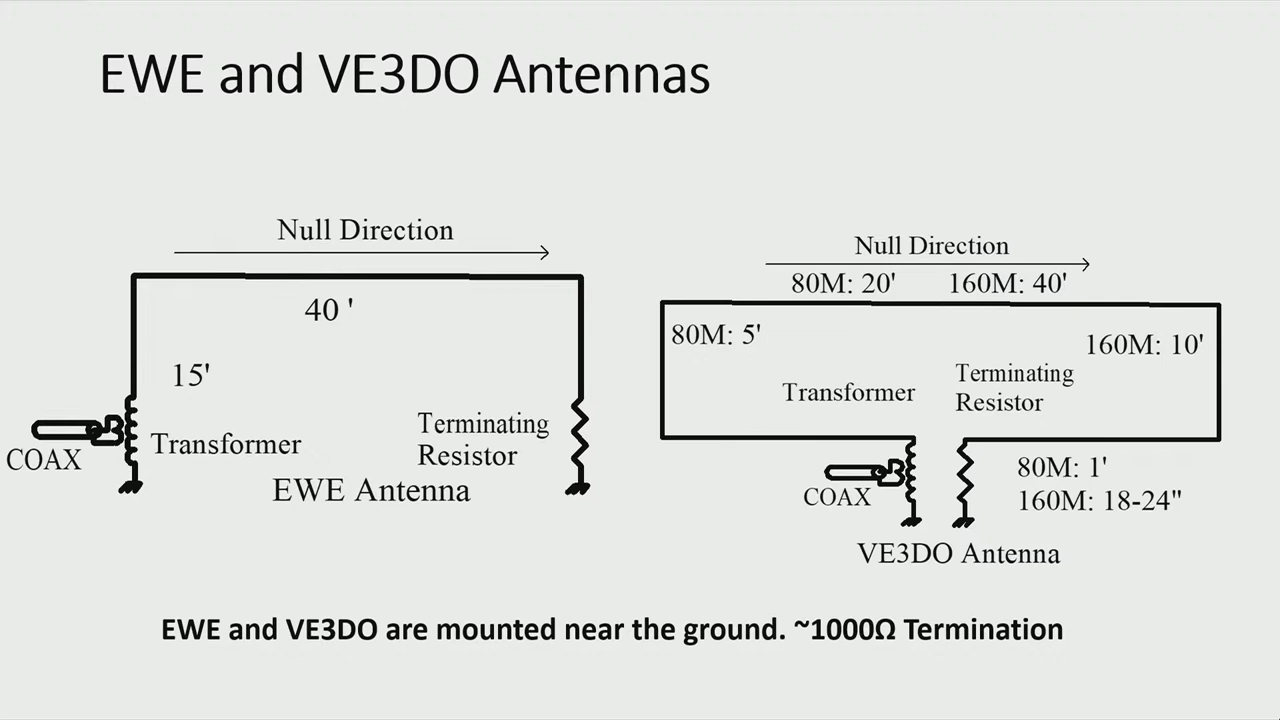 EWE and VE3DO Antennas
Null Direction
40 '
15'
Transformer
COAX
Terminating
Resistor
EWE Antenna
Null Direction
80M: 20' 160M: 40'
80M: 5'
160M: 10'
Transformer
Terminating
Resistor
COAX
80M: 1'
160M: 18-24"
VE3DO Antenna
EWE and VE3DO are mounted near the ground. ~1000Ω Termination